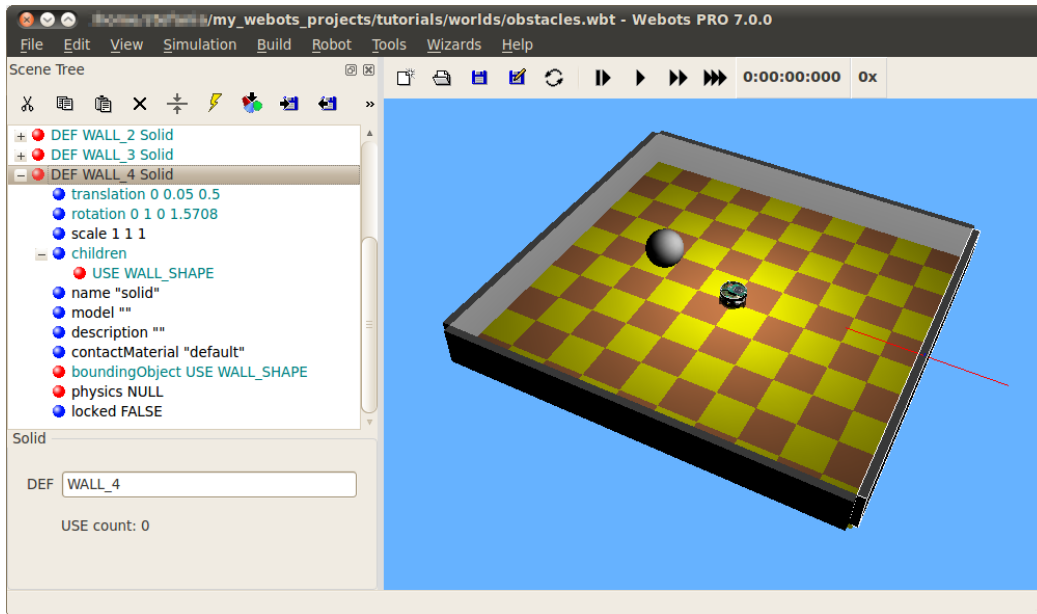 /my_webots_projects/tutorials/worlds/obstacles.wbt - Webots PRO 7.0.0
File Edit View Simulation Build Robot Tools Wizards Help
Scene Tree
0:00:00:000 0x
»
DEF WALL_2 Solid
DEF WALL_3 Solid
DEF WALL_4 Solid
translation 0 0.05 0.5
rotation 0 1 0 1.5708
scale 1 1 1
children
USE WALL_SHAPE
name "solid"
model ""
description ""
contactMaterial "default"
boundingObject USE WALL_SHAPE
physics NULL
locked FALSE
Solid
DEF WALL_4
USE count: 0